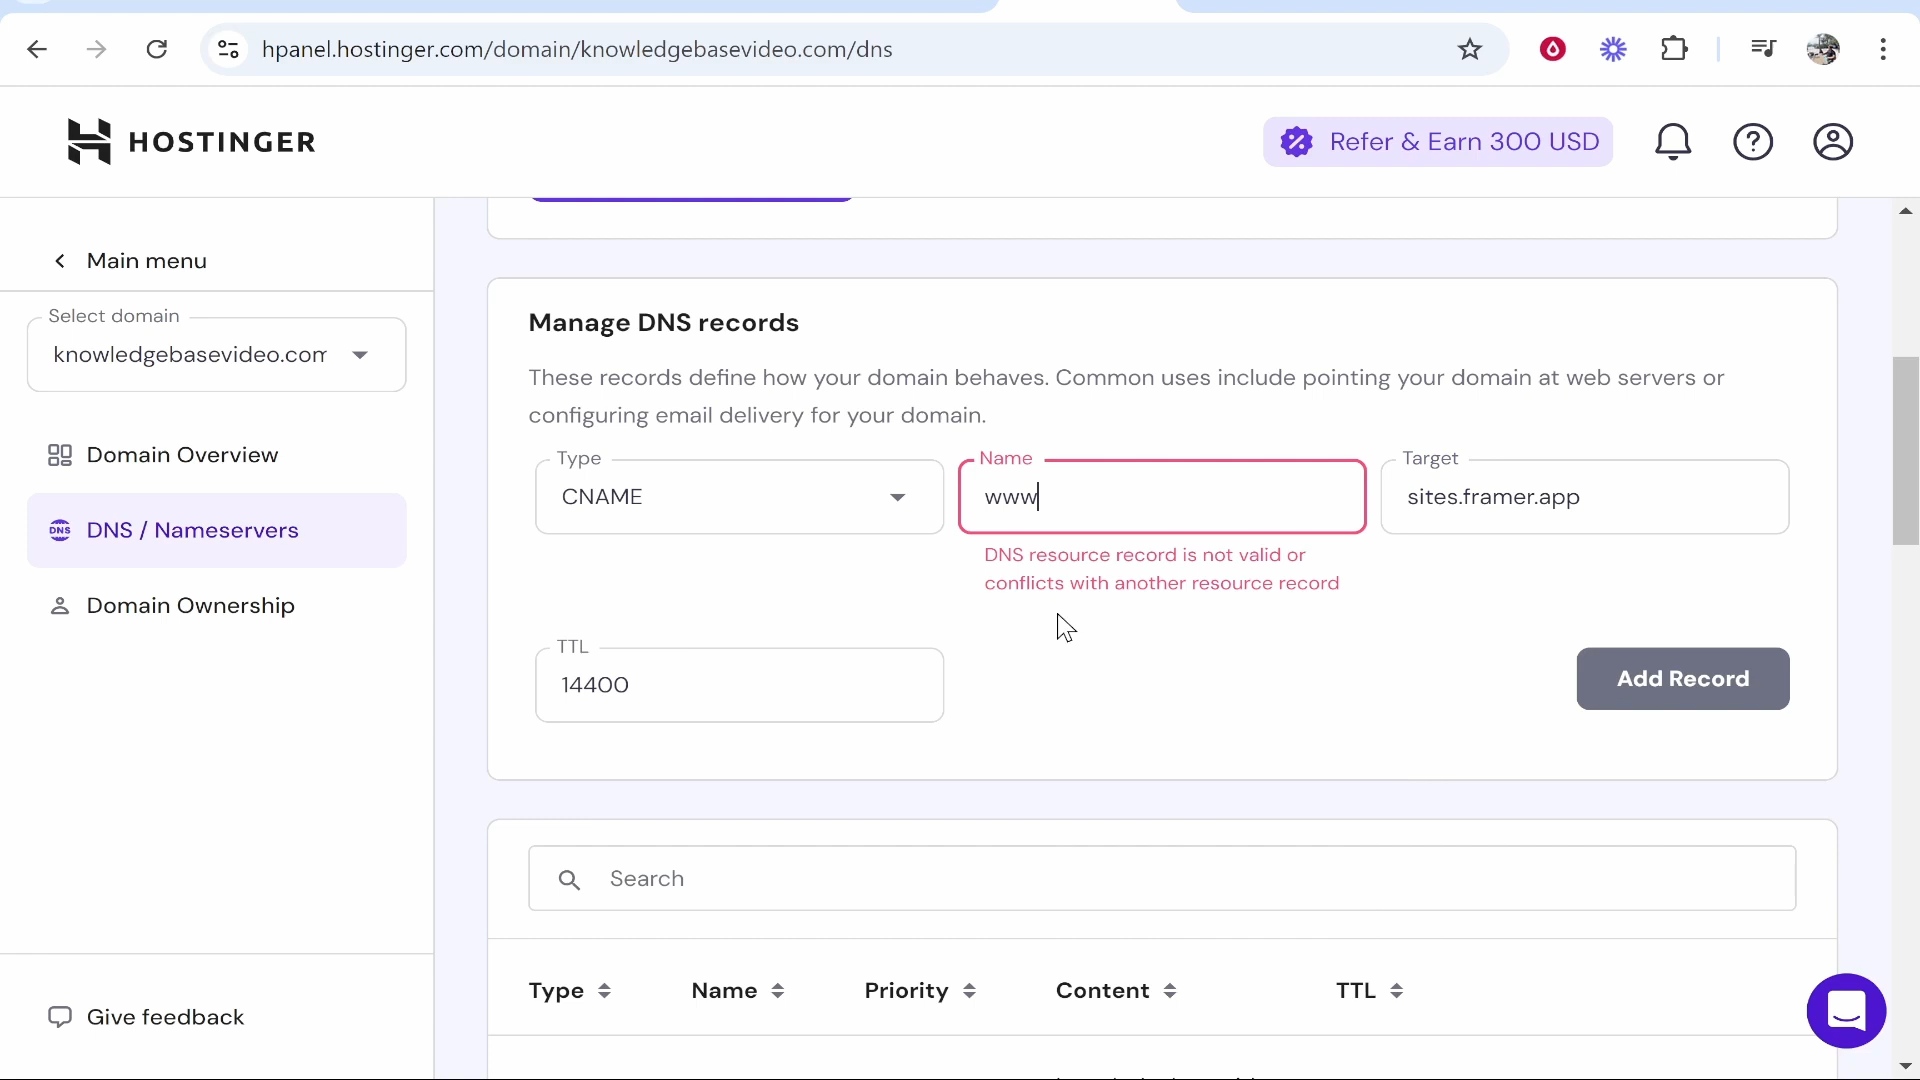 hpanel.hostinger.com/domain/knowledgebasevideo.com/dns
HOSTINGER
Refer & Earn 300 USD
Main menu
Select domain
knowledgebasevideo.com
Domain Overview
DNS DNS / Nameservers
Domain Ownership
Give feedback
Manage DNS records
These records define how your domain behaves. Common uses include pointing your domain at web servers or
configuring email delivery for your domain.
Type
CNAME
Name
www
DNS resource record is not valid or
conflicts with another resource record
Target
sites.framer.app
TTL
14400
Add Record
Search
Type Name Priority Content TTL